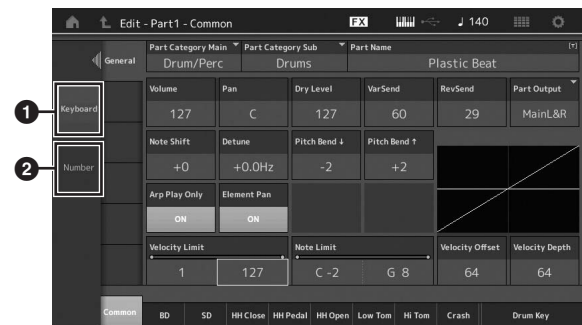 Edit - Part1 - Common FX 140
General
Part Category Main Part Category Sub Part Name [T]
Drum/Perc Drums Plastic Beat
1 Keyboard
Volume Pan Dry Level VarSend RevSend Part Output
127 C 127 60 29 MainL&R
2 Number
Note Shift Detune Pitch Bend ↓ Pitch Bend ↑
+0 +0.0Hz -2 +2
Arp Play Only Element Pan
ON ON
Velocity Limit Note Limit Velocity Offset Velocity Depth
1 127 C -2 G 8 64 64
Common BD SD HH Close HH Pedal HH Open Low Tom Hi Tom Crash Drum Key